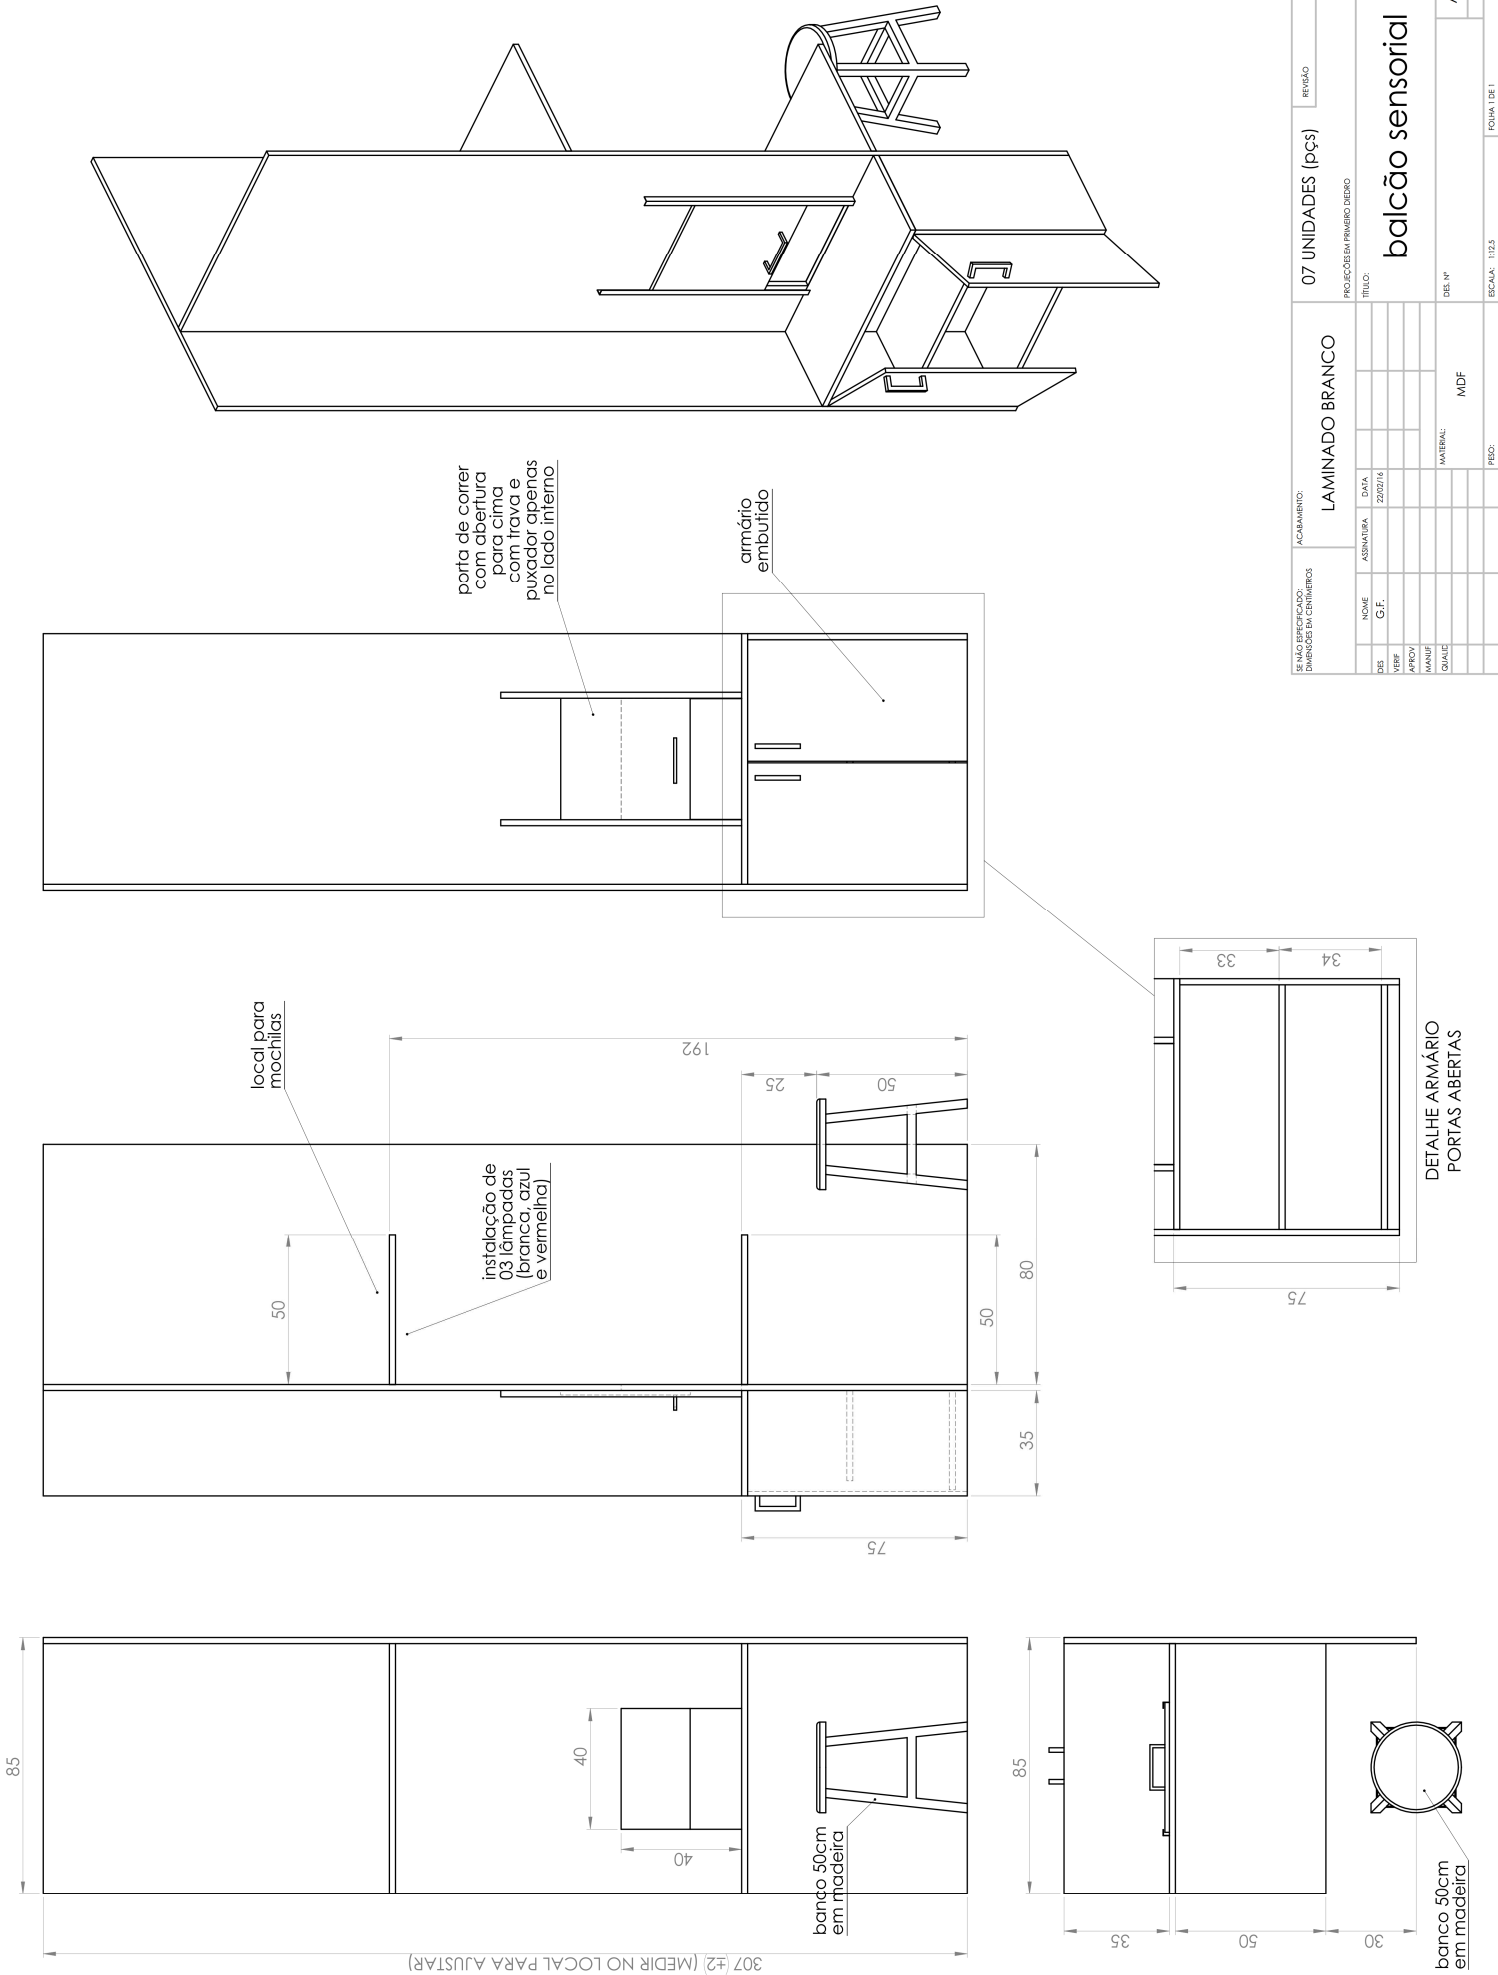 307 (±2) (MEDIR NO LOCAL PARA AJUSTAR)
85
40
40
banco 50cm
em madeira
85
35
50
30
banco 50cm
em madeira
local para
mochilas
50
instalação de
03 lâmpadas
(branca, azul
e vermelha)
192
25
50
75
35
80
50
porta de correr
com abertura
para cima
com trava e
puxador apenas
no lado interno
armário
embutido
75
33
34
DETALHE ARMÁRIO
PORTAS ABERTAS
SE NÃO ESPECIFICADO:
DIMENSÕES EM CENTÍMETROS
ACABAMENTO:
LAMINADO BRANCO
07 UNIDADES (pçs)
REVISÃO
PROJEÇÕES EM PRIMEIRO DIEDRO
NOME
ASSINATURA
DATA
DES
G.F.
22/02/16
VERIF
APROV
MANUF
QUALID
TÍTULO:
balcão sensorial
MATERIAL:
MDF
DES. Nº
PESO:
ESCALA: 1:12,5
FOLHA 1 DE 1